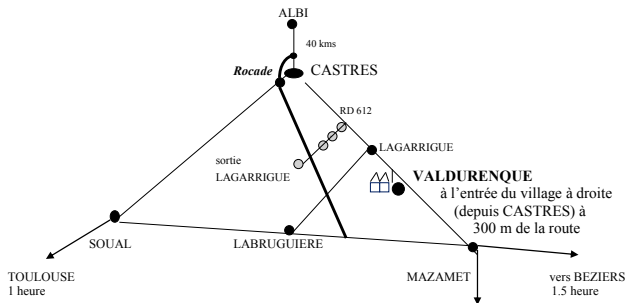 ALBI
40 kms
Rocade
CASTRES
RD 612
LAGARRIGUE
sortie
LAGARRIGUE
VALDURENQUE
à l'entrée du village à droite
(depuis CASTRES) à
300 m de la route
SOUAL
LABRUGUIERE
TOULOUSE
1 heure
MAZAMET
vers BEZIERS
1.5 heure